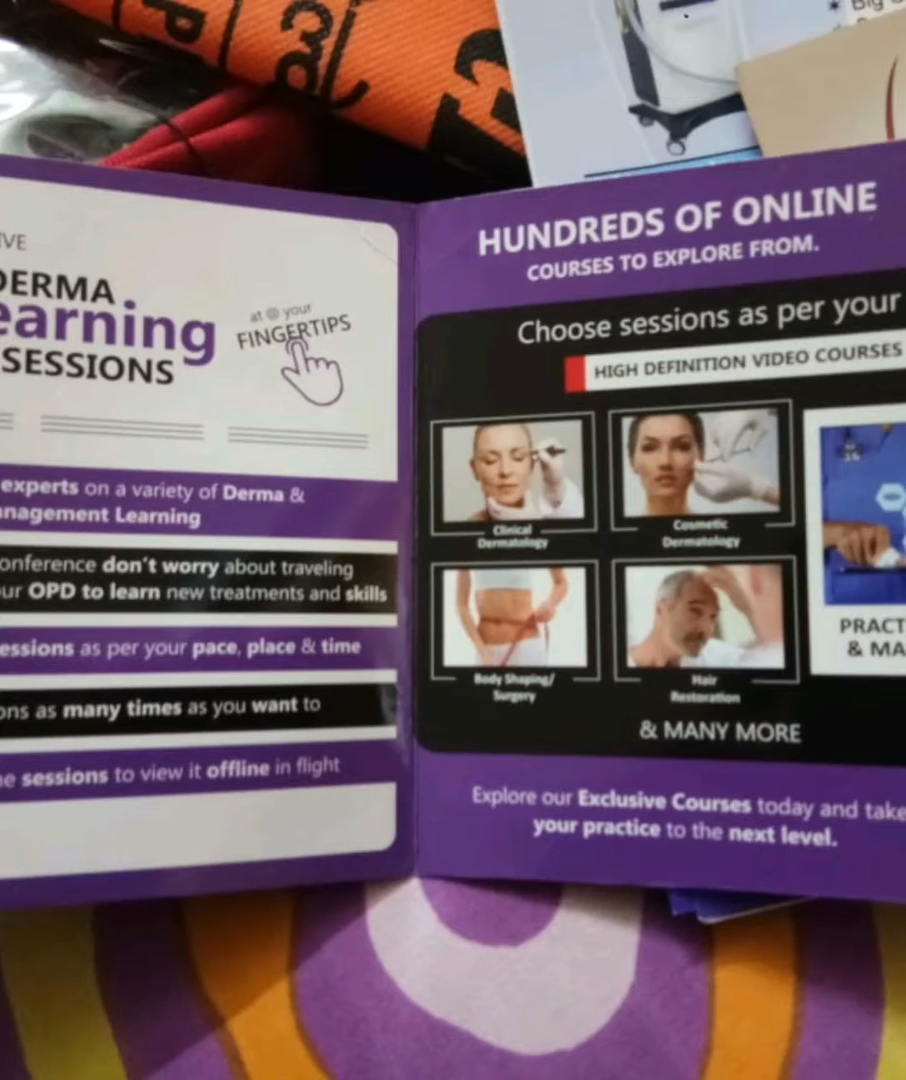 Big
DERMA
earning
SESSIONS
at @ your
FINGERTIPS
experts on a variety of Derma &
nagement Learning
onference don't worry about traveling
ur OPD to learn new treatments and skills
essions as per your pace, place & time
ons as many times as you want to
e sessions to view it offline in flight
HUNDREDS OF ONLINE
COURSES TO EXPLORE FROM.
Choose sessions as per your
HIGH DEFINITION VIDEO COURSES
Clinical
Dermatology
Cosmetic
Dermatology
Body Shaping/
Surgery
Hair
Restoration
PRACT
& MA
& MANY MORE
Explore our Exclusive Courses today and take
your practice to the next level.